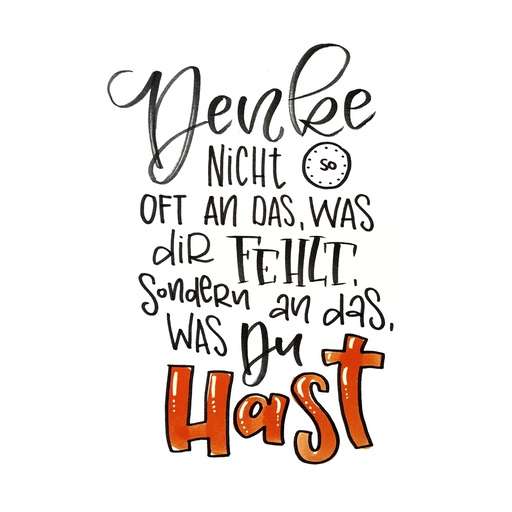 Denke
NiCHt so
OFT AN DAS, WAS
diR FEHLT,
SondeRn an das,
WAS Du
HasT